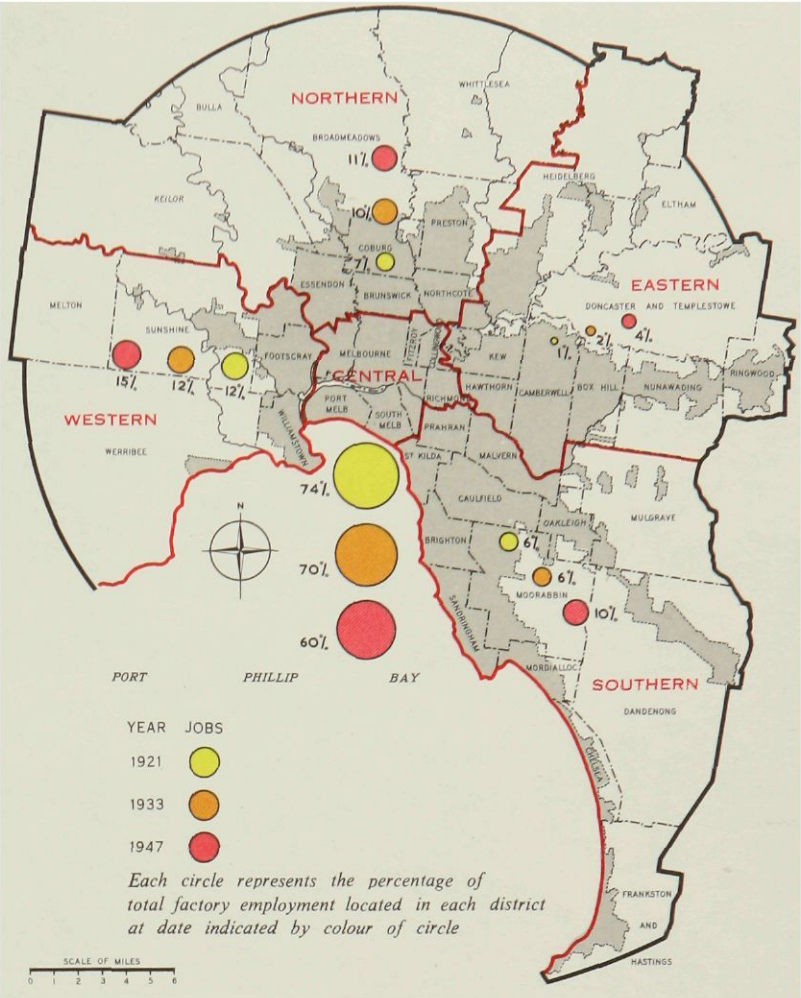 WHITTLESEA
NORTHERN
BULLA
BROADMEADOWS
11%
HEIDELBERG
KEILOR
ELTHAM
10%
PRESTON
COBURG
7%
EASTERN
ESSENDON
BRUNSWICK
NORTHCOTE
MELTON
DONCASTER AND TEMPLESTOWE
SUNSHINE
4%
2%
1%
FOOTSCRAY
MELBOURNE
FITZROY
COLLINGWOOD
KEW
15%
12%
12%
CENTRAL
RINGWOOD
HAWTHORN
CAMBERWELL
BOX HILL
NUNAWADING
PORT
MELB
RICHMOND
SOUTH
MELB
WESTERN
WILLIAMSTOWN
PRAHRAN
WERRIBEE
ST KILDA
MALVERN
74%
CAULFIELD
MULGRAVE
OAKLEIGH
N
BRIGHTON
6%
70%
6%
MOORABBIN
SANDRINGHAM
10%
60%
MORDIALLOC
PORT PHILLIP BAY
SOUTHERN
DANDENONG
YEAR JOBS
1921
CHELSEA
1933
1947
Each circle represents the percentage of
total factory employment located in each district
at date indicated by colour of circle
FRANKSTON
AND
HASTINGS
SCALE OF MILES
0 1 2 3 4 5 6